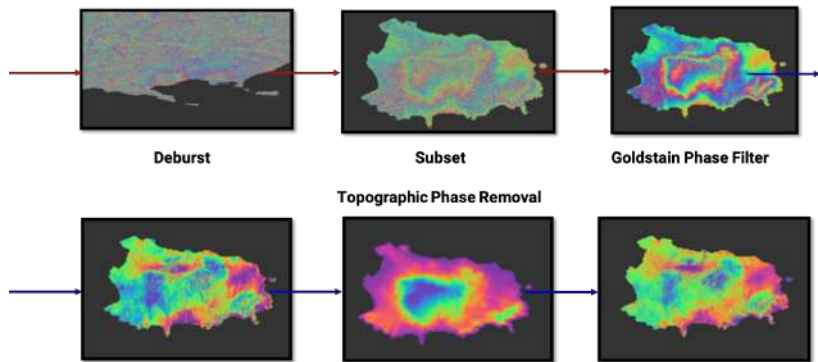 Deburst
Subset
Goldstain Phase Filter
Topographic Phase Removal